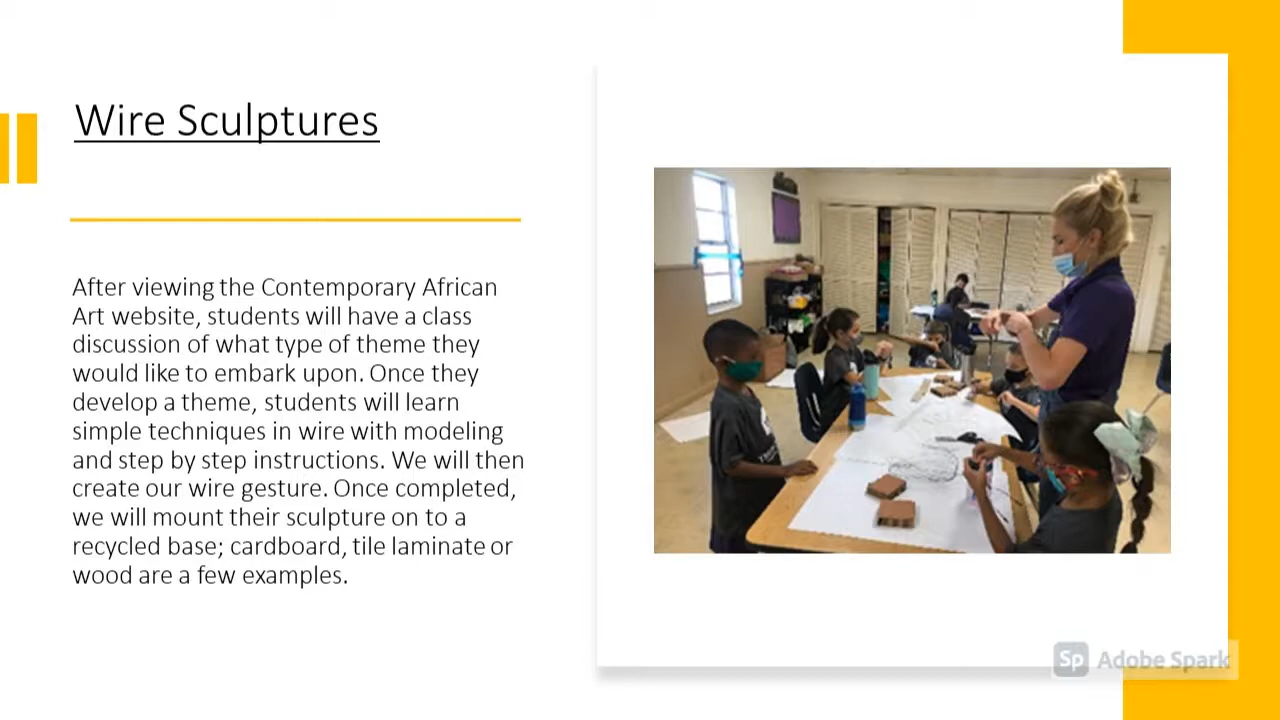 Wire Sculptures
After viewing the Contemporary African
Art website, students will have a class
discussion of what type of theme they
would like to embark upon. Once they
develop a theme, students will learn
simple techniques in wire with modeling
and step by step instructions. We will then
create our wire gesture. Once completed,
we will mount their sculpture on to a
recycled base; cardboard, tile laminate or
wood are a few examples.
Sp Adobe Spark